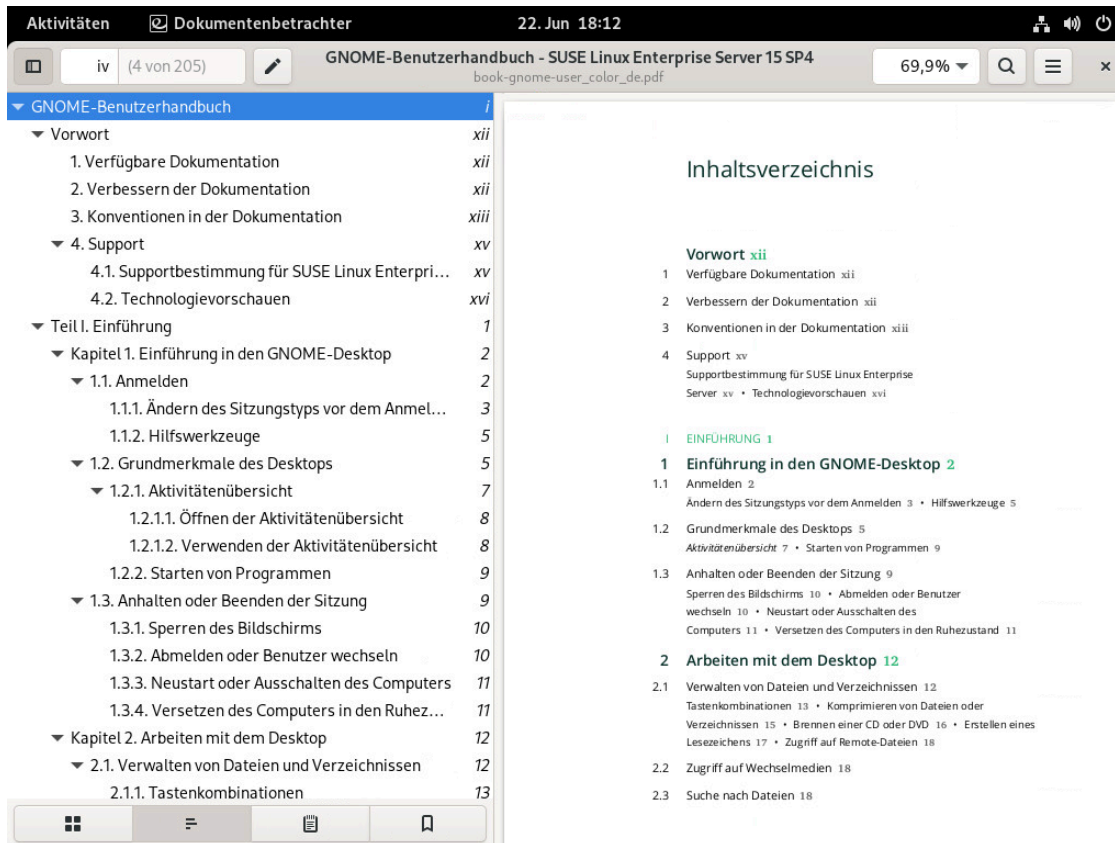 Aktivitäten Dokumentenbetrachter 22. Jun 18:12
iv (4 von 205) GNOME-Benutzerhandbuch - SUSE Linux Enterprise Server 15 SP4 69,9%
book-gnome-user_color_de.pdf
GNOME-Benutzerhandbuch i
Vorwort xii
1. Verfügbare Dokumentation xii
2. Verbessern der Dokumentation xii
3. Konventionen in der Dokumentation xiii
4. Support xv
4.1. Supportbestimmung für SUSE Linux Enterpri... xv
4.2. Technologievorschauen xvi
Teil I. Einführung 1
Kapitel 1. Einführung in den GNOME-Desktop 2
1.1. Anmelden 2
1.1.1. Ändern des Sitzungstyps vor dem Anmel... 3
1.1.2. Hilfswerkzeuge 5
1.2. Grundmerkmale des Desktops 5
1.2.1. Aktivitätenübersicht 7
1.2.1.1. Öffnen der Aktivitätenübersicht 8
1.2.1.2. Verwenden der Aktivitätenübersicht 8
1.2.2. Starten von Programmen 9
1.3. Anhalten oder Beenden der Sitzung 9
1.3.1. Sperren des Bildschirms 10
1.3.2. Abmelden oder Benutzer wechseln 10
1.3.3. Neustart oder Ausschalten des Computers 11
1.3.4. Versetzen des Computers in den Ruhez... 11
Kapitel 2. Arbeiten mit dem Desktop 12
2.1. Verwalten von Dateien und Verzeichnissen 12
2.1.1. Tastenkombinationen 13
Inhaltsverzeichnis
Vorwort xii
1 Verfügbare Dokumentation xii
2 Verbessern der Dokumentation xii
3 Konventionen in der Dokumentation xiii
4 Support xv
Supportbestimmung für SUSE Linux Enterprise
Server xv • Technologievorschauen xvi
I EINFÜHRUNG 1
1 Einführung in den GNOME-Desktop 2
1.1 Anmelden 2
Ändern des Sitzungstyps vor dem Anmelden 3 • Hilfswerkzeuge 5
1.2 Grundmerkmale des Desktops 5
Aktivitätenübersicht 7 • Starten von Programmen 9
1.3 Anhalten oder Beenden der Sitzung 9
Sperren des Bildschirms 10 • Abmelden oder Benutzer
wechseln 10 • Neustart oder Ausschalten des
Computers 11 • Versetzen des Computers in den Ruhezustand 11
2 Arbeiten mit dem Desktop 12
2.1 Verwalten von Dateien und Verzeichnissen 12
Tastenkombinationen 13 • Komprimieren von Dateien oder
Verzeichnissen 15 • Brennen einer CD oder DVD 16 • Erstellen eines
Lesezeichens 17 • Zugriff auf Remote-Dateien 18
2.2 Zugriff auf Wechselmedien 18
2.3 Suche nach Dateien 18